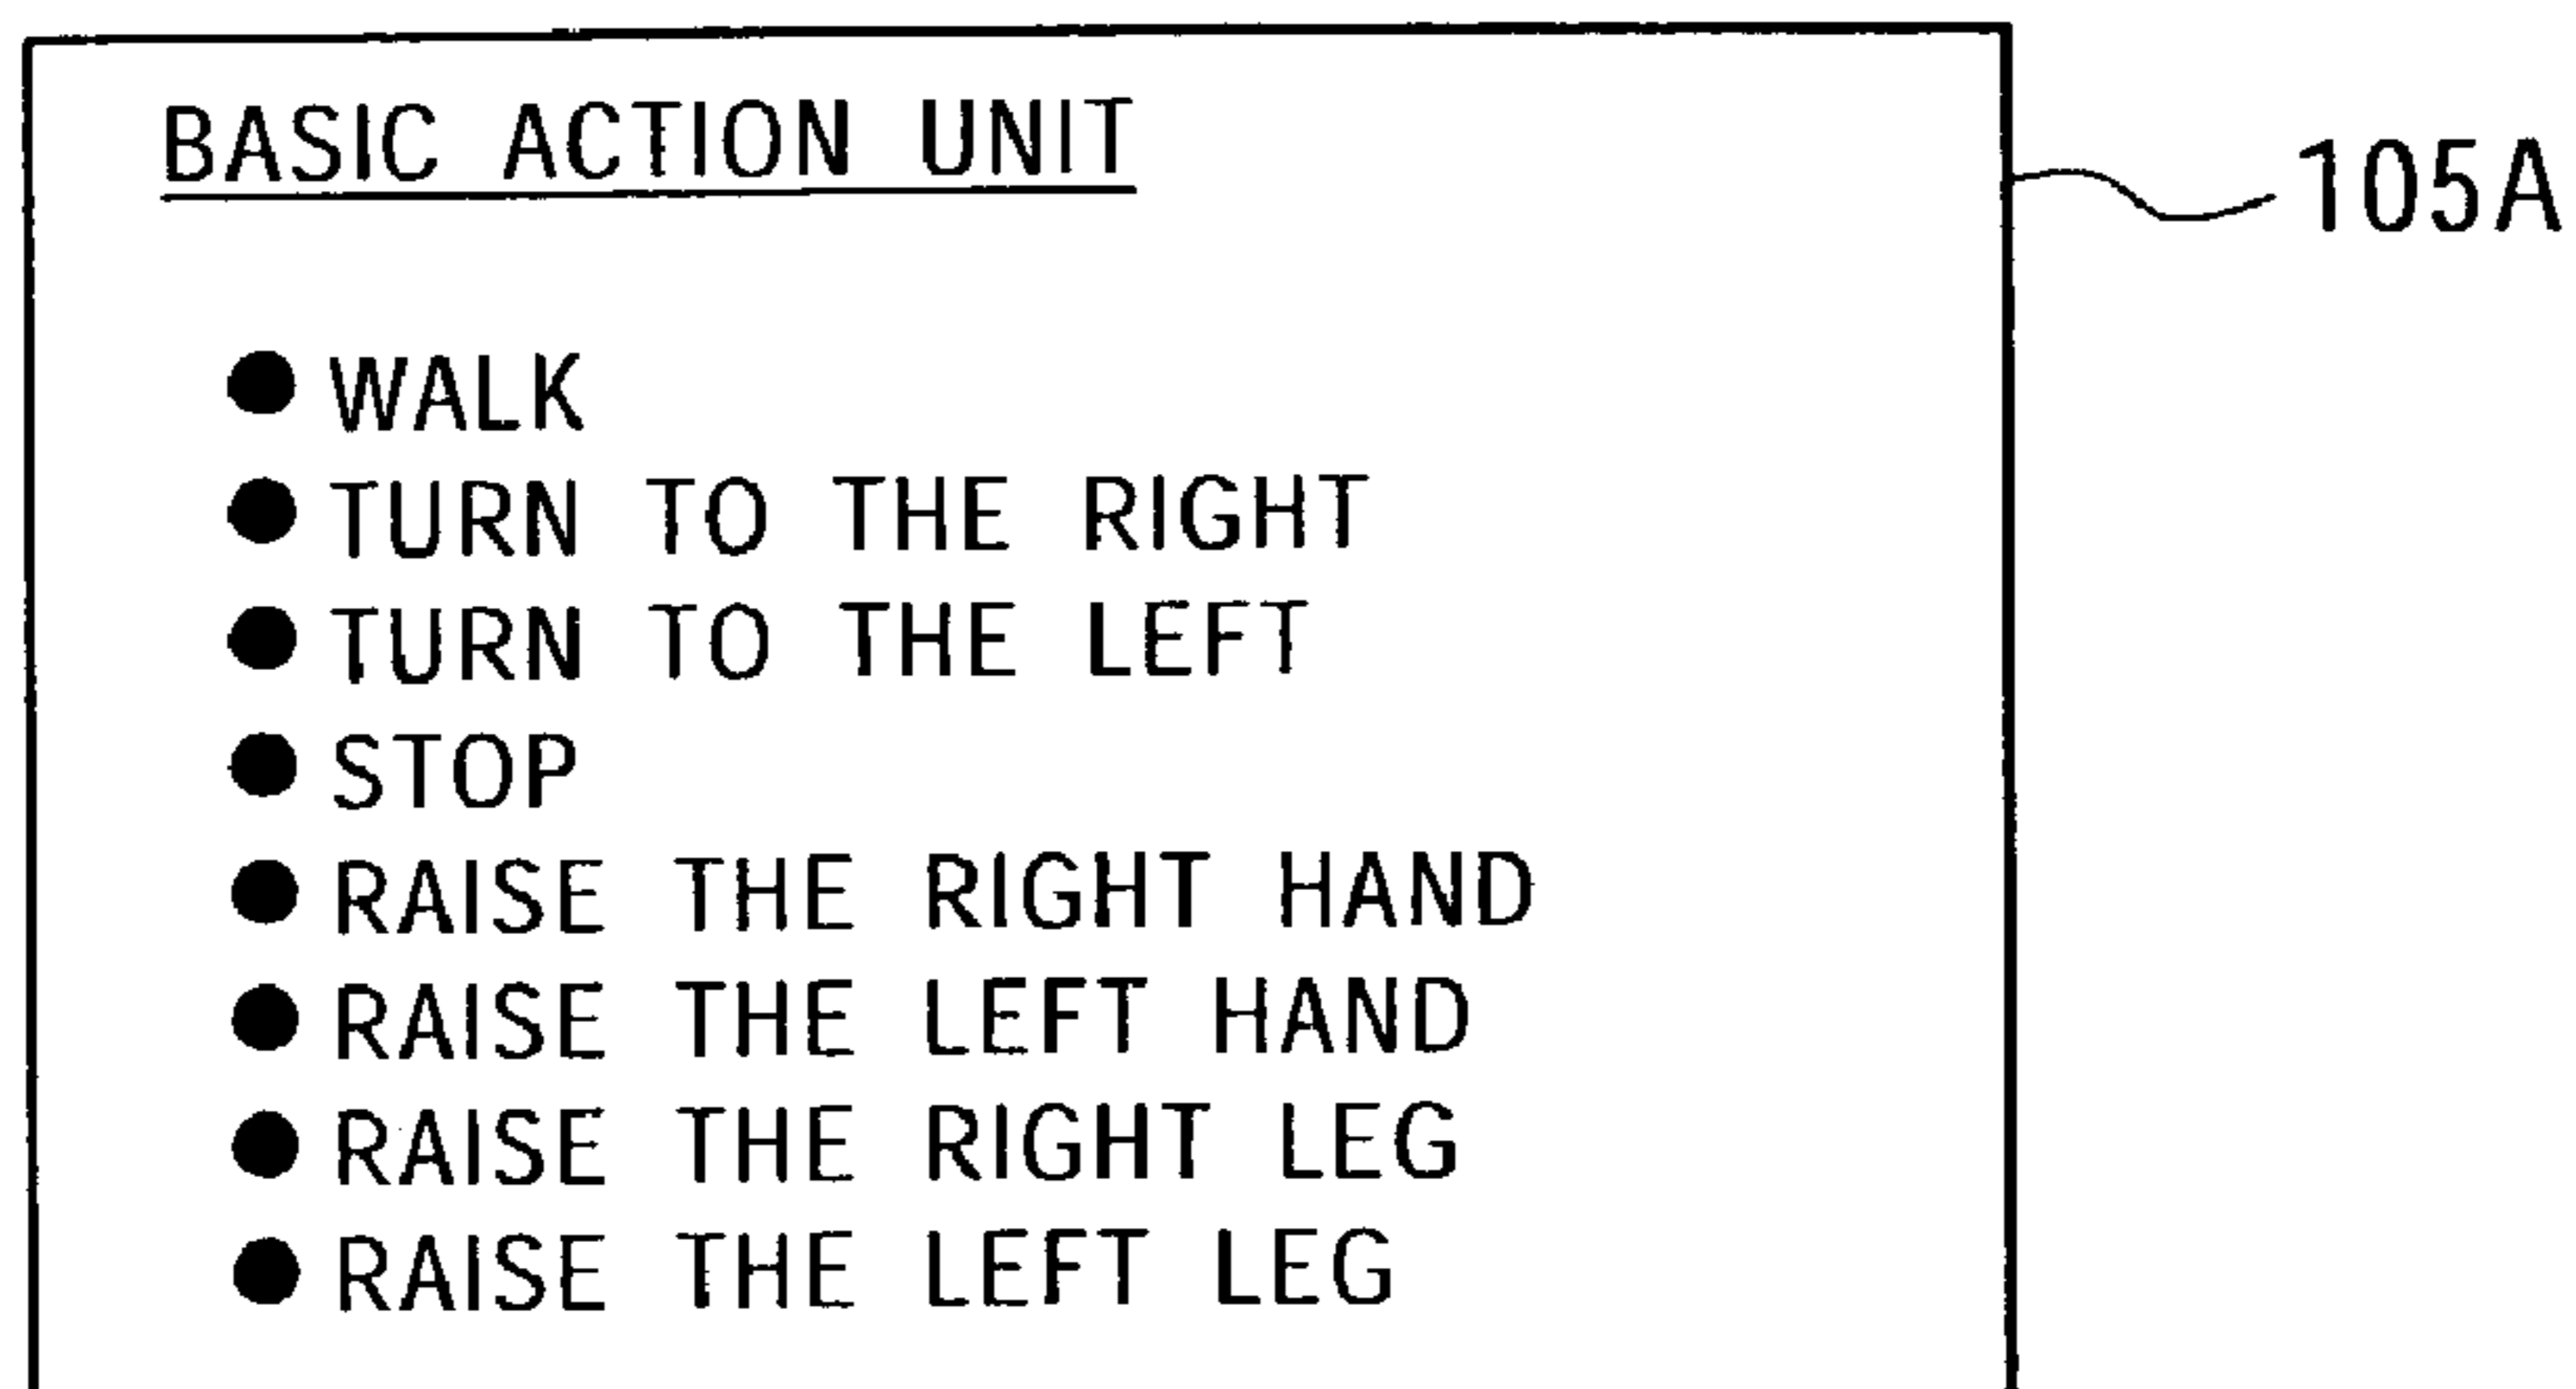 BASIC ACTION UNIT
105A
● WALK
● TURN TO THE RIGHT
● TURN TO THE LEFT
● STOP
● RAISE THE RIGHT HAND
● RAISE THE LEFT HAND
● RAISE THE RIGHT LEG
● RAISE THE LEFT LEG